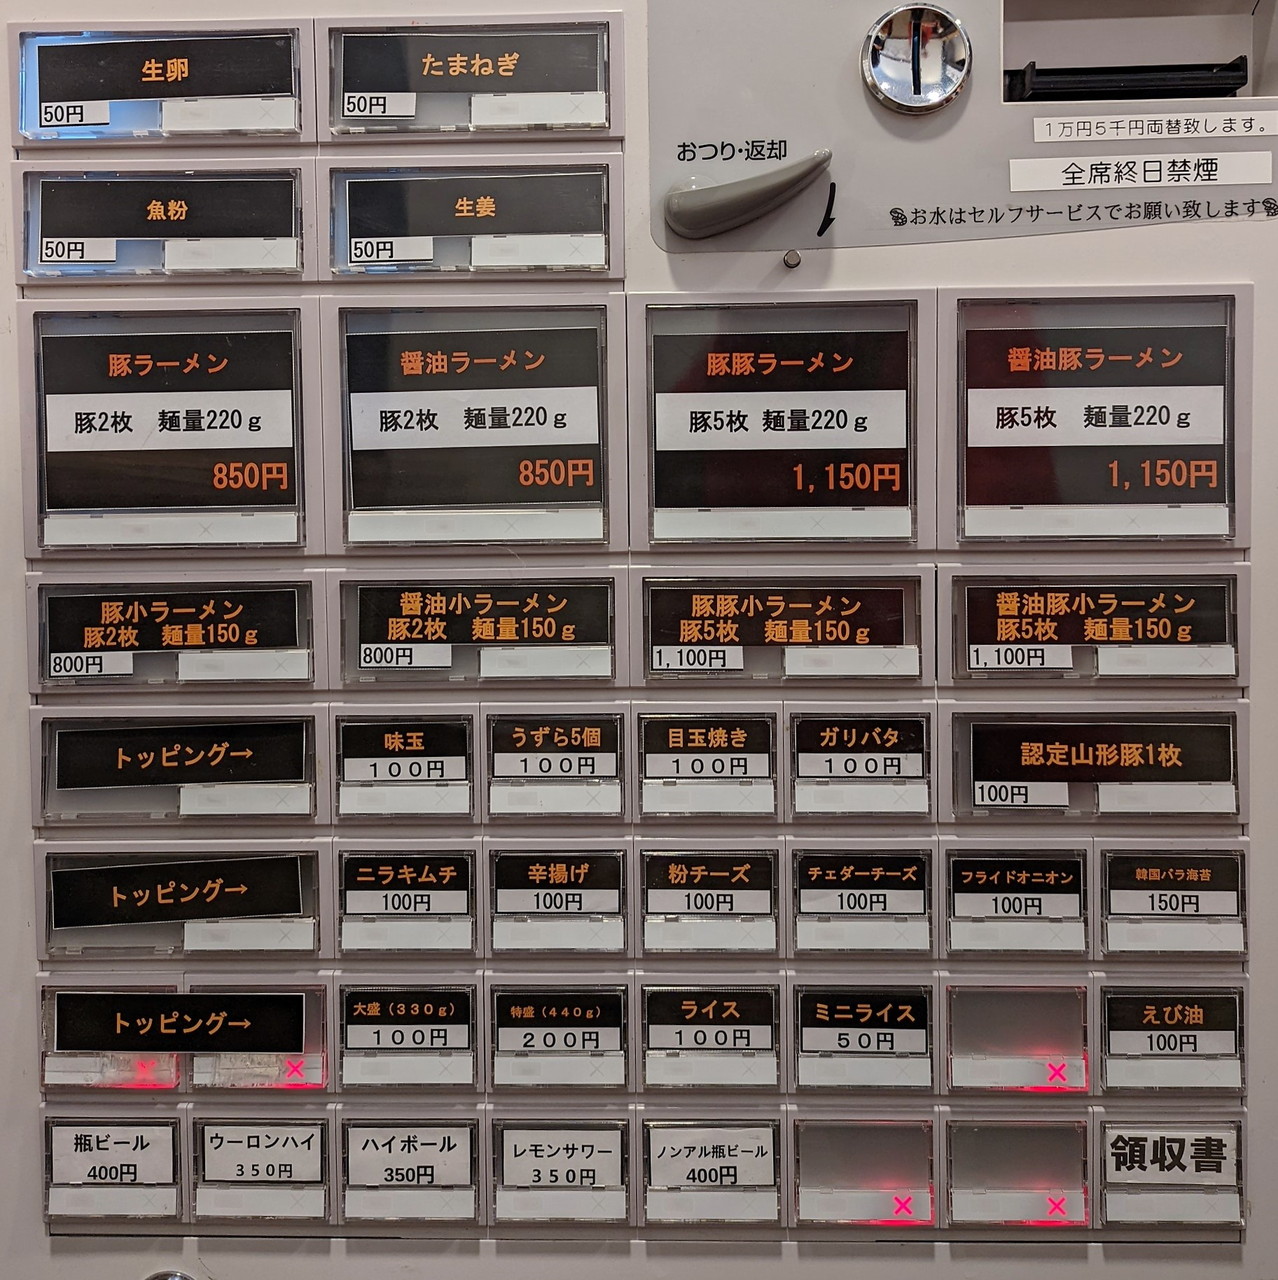 生卵
50円
たまねぎ
50円
おつり・返却
1万円5千円両替致します。
全席終日禁煙
お水はセルフサービスでお願い致します
魚粉
50円
生姜
50円
豚ラーメン
豚2枚 麺量220g
850円
醤油ラーメン
豚2枚 麺量220g
850円
豚豚ラーメン
豚5枚 麺量220g
1,150円
醤油豚ラーメン
豚5枚 麺量220g
1,150円
豚小ラーメン
豚2枚 麺量150g
800円
醤油小ラーメン
豚2枚 麺量150g
800円
豚豚小ラーメン
豚5枚 麺量150g
1,100円
醤油豚小ラーメン
豚5枚 麺量150g
1,100円
トッピング→
味玉
100円
うずら5個
100円
目玉焼き
100円
ガリバタ
100円
認定山形豚1枚
100円
トッピング→
ニラキムチ
100円
辛揚げ
100円
粉チーズ
100円
チェダーチーズ
100円
フライドオニオン
100円
韓国バラ海苔
150円
トッピング→
大盛(330g)
100円
特盛(440g)
200円
ライス
100円
ミニライス
50円
えび油
100円
瓶ビール
400円
ウーロンハイ
350円
ハイボール
350円
レモンサワー
350円
ノンアル瓶ビール
400円
領収書